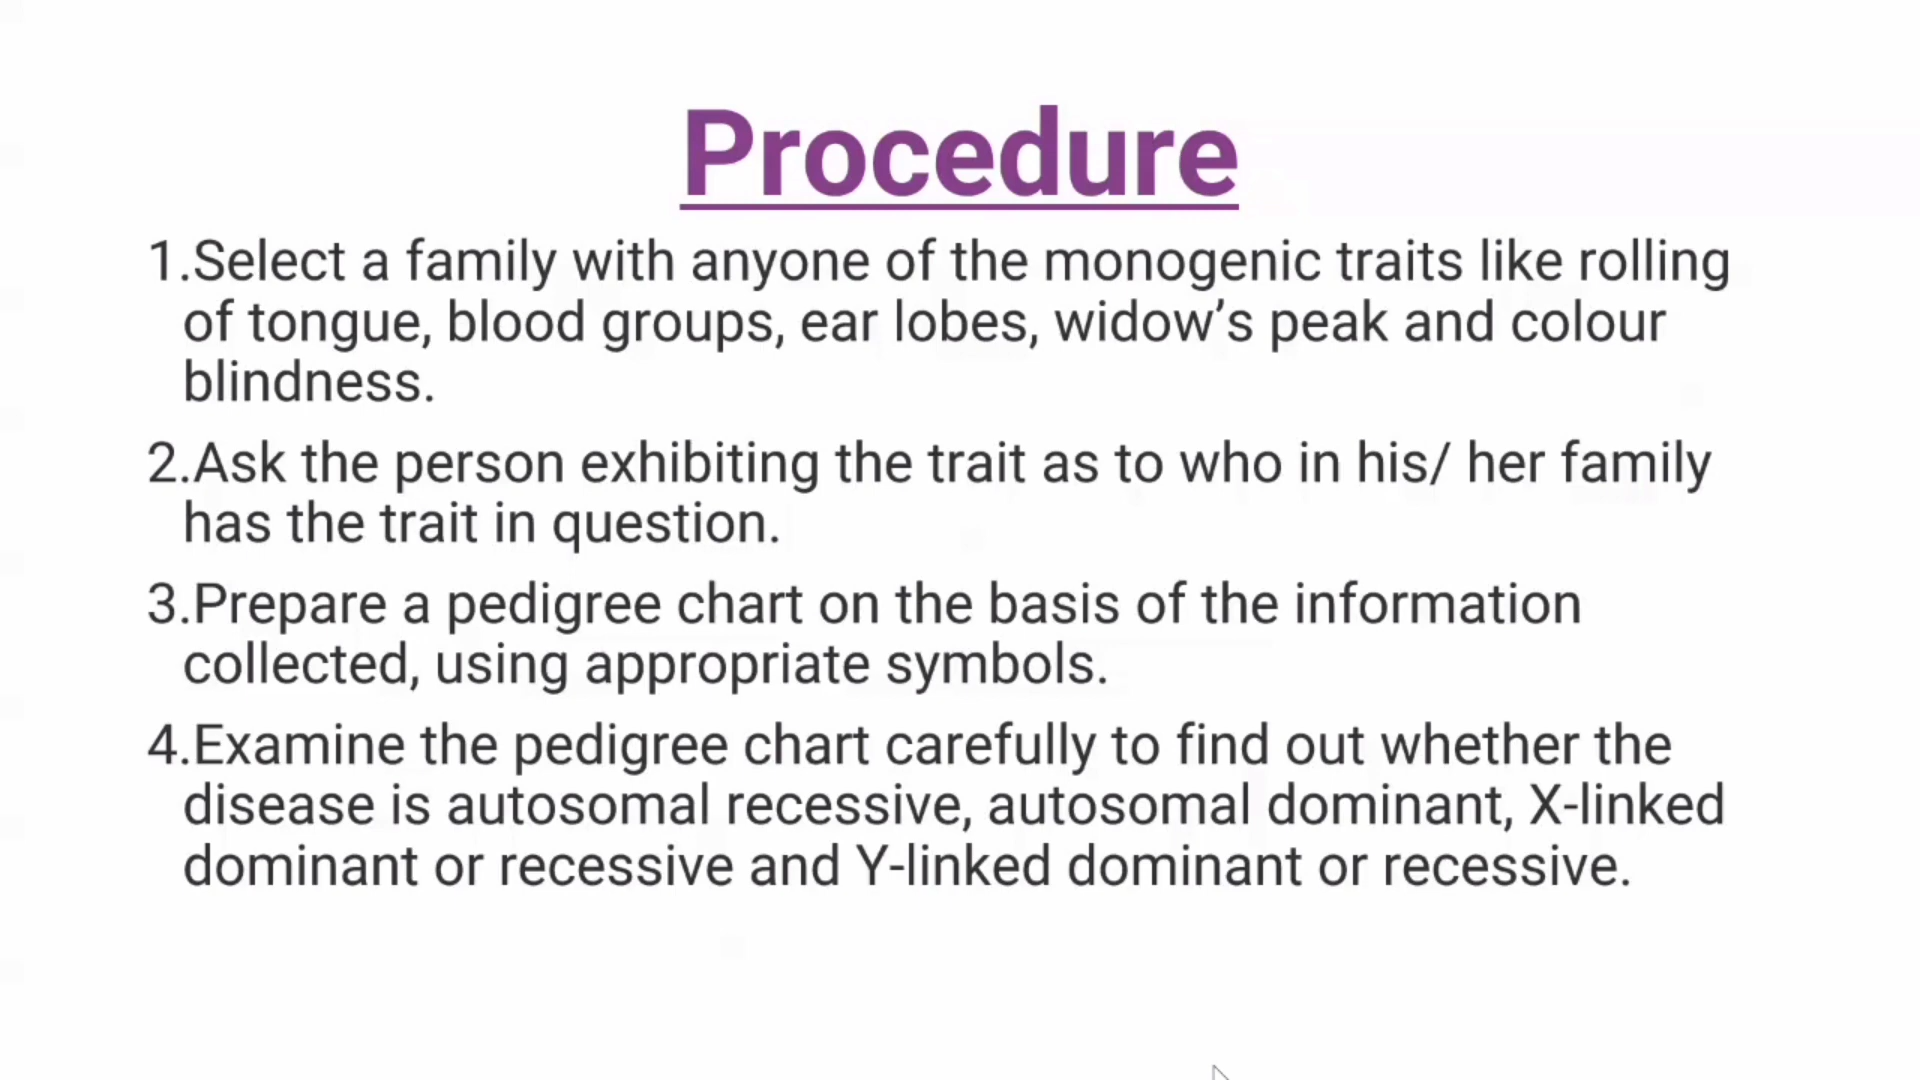 Procedure
1.Select a family with anyone of the monogenic traits like rolling
of tongue, blood groups, ear lobes, widow’s peak and colour
blindness.
2.Ask the person exhibiting the trait as to who in his/ her family
has the trait in question.
3.Prepare a pedigree chart on the basis of the information
collected, using appropriate symbols.
4.Examine the pedigree chart carefully to find out whether the
disease is autosomal recessive, autosomal dominant, X-linked
dominant or recessive and Y-linked dominant or recessive.